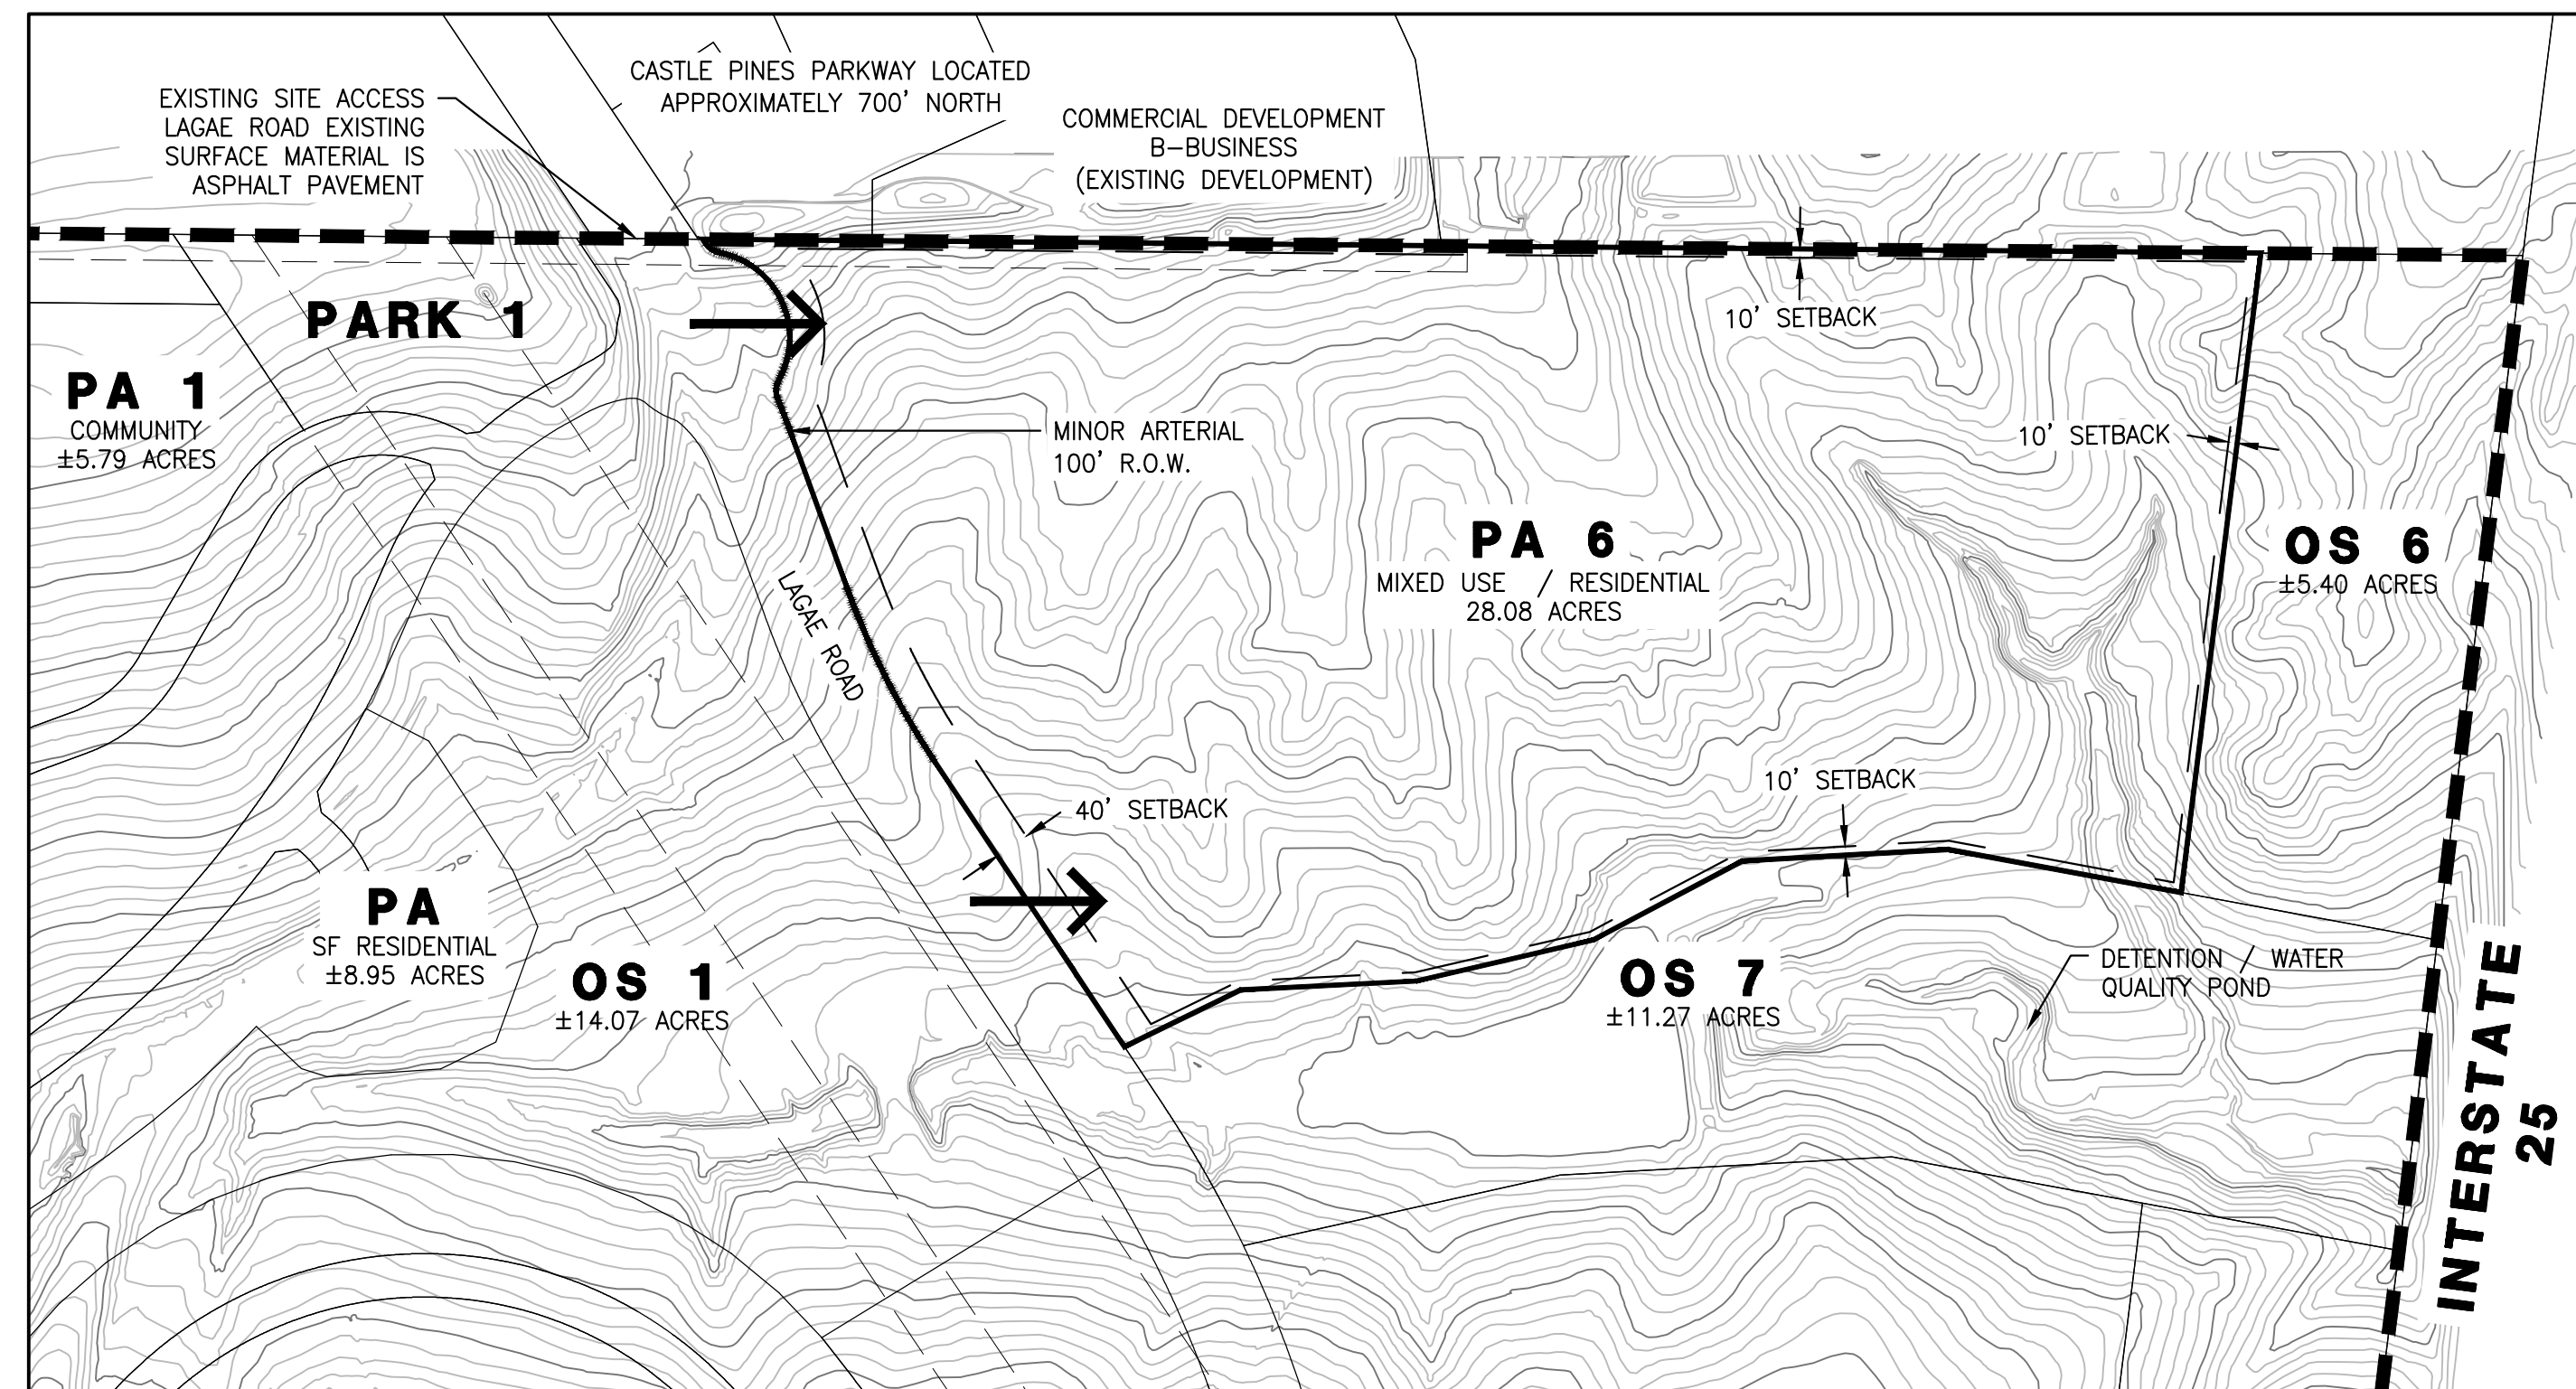 CASTLE PINES PARKWAY LOCATED
APPROXIMATELY 700' NORTH
EXISTING SITE ACCESS
LAGAE ROAD EXISTING
SURFACE MATERIAL IS
ASPHALT PAVEMENT
COMMERCIAL DEVELOPMENT
B-BUSINESS
(EXISTING DEVELOPMENT)
PARK 1
10' SETBACK
PA 1
COMMUNITY
±5.79 ACRES
MINOR ARTERIAL
100' R.O.W.
10' SETBACK
PA 6
MIXED USE / RESIDENTIAL
28.08 ACRES
OS 6
±5.40 ACRES
LAGAE ROAD
40' SETBACK
10' SETBACK
PA
SF RESIDENTIAL
±8.95 ACRES
OS 1
±14.07 ACRES
OS 7
±11.27 ACRES
DETENTION / WATER
QUALITY POND
INTERSTATE
25